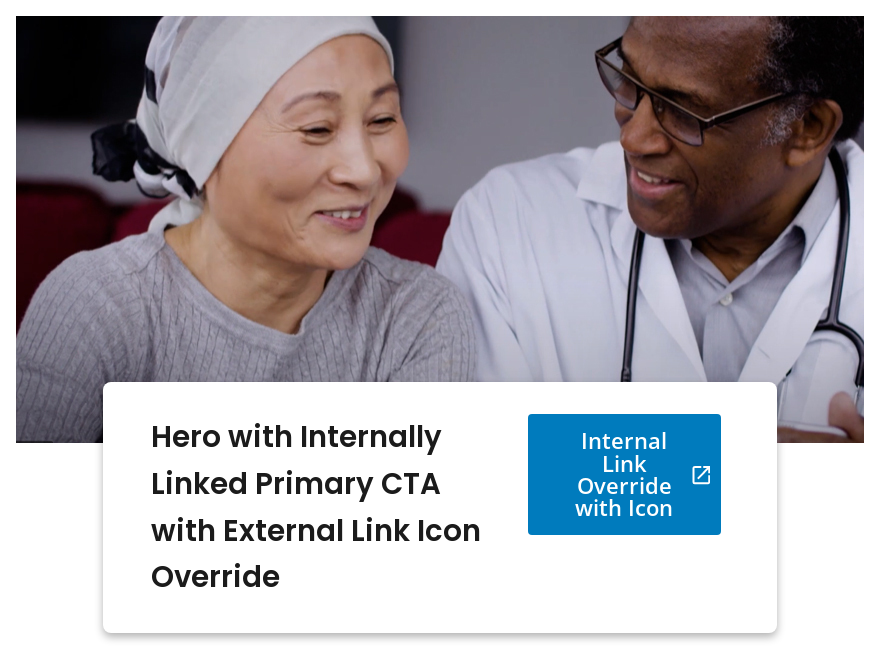 Hero with Internally
Linked Primary CTA
with External Link Icon
Override
Internal
Link
Override
with Icon